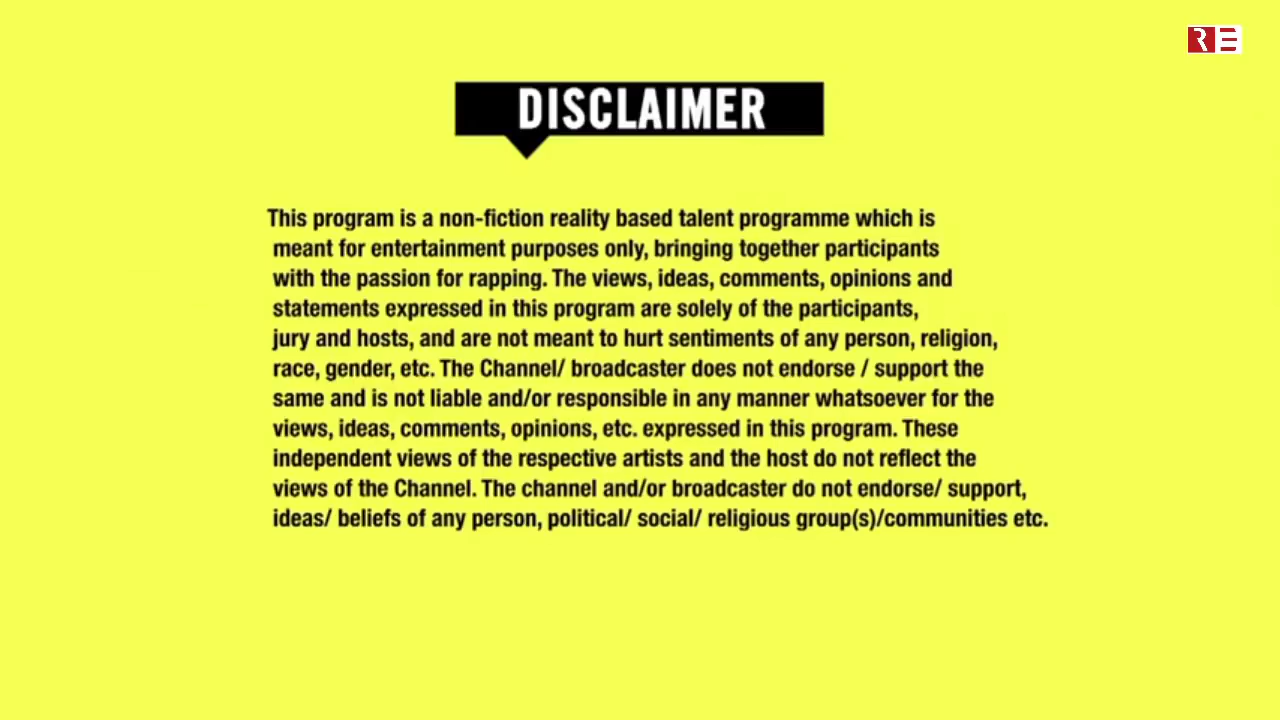 RE
DISCLAIMER
This program is a non-fiction reality based talent programme which is
meant for entertainment purposes only, bringing together participants
with the passion for rapping. The views, ideas, comments, opinions and
statements expressed in this program are solely of the participants,
jury and hosts, and are not meant to hurt sentiments of any person, religion,
race, gender, etc. The Channel/ broadcaster does not endorse / support the
same and is not liable and/or responsible in any manner whatsoever for the
views, ideas, comments, opinions, etc. expressed in this program. These
independent views of the respective artists and the host do not reflect the
views of the Channel. The channel and/or broadcaster do not endorse/ support,
ideas/ beliefs of any person, political/ social/ religious group(s)/communities etc.